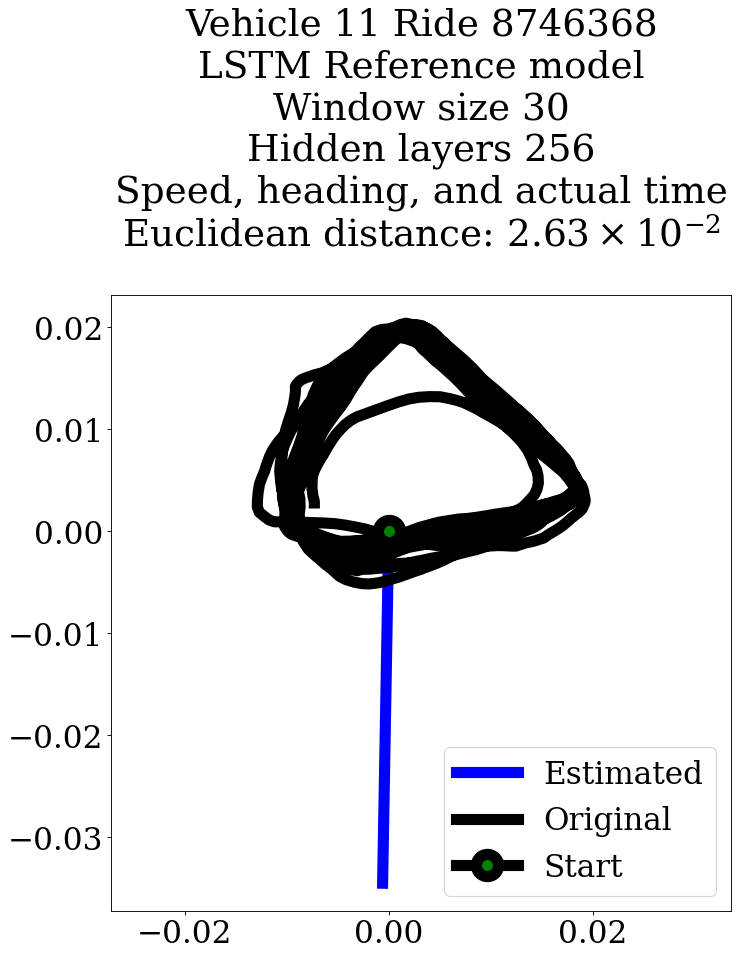 Vehicle 11 Ride 8746368
LSTM Reference model
Window size 30
Hidden layers 256
Speed, heading, and actual time
Euclidean distance: 2.63 × 10⁻²
0.02
0.01
0.00
−0.01
−0.02
−0.03
Estimated
Original
Start
−0.02 0.00 0.02